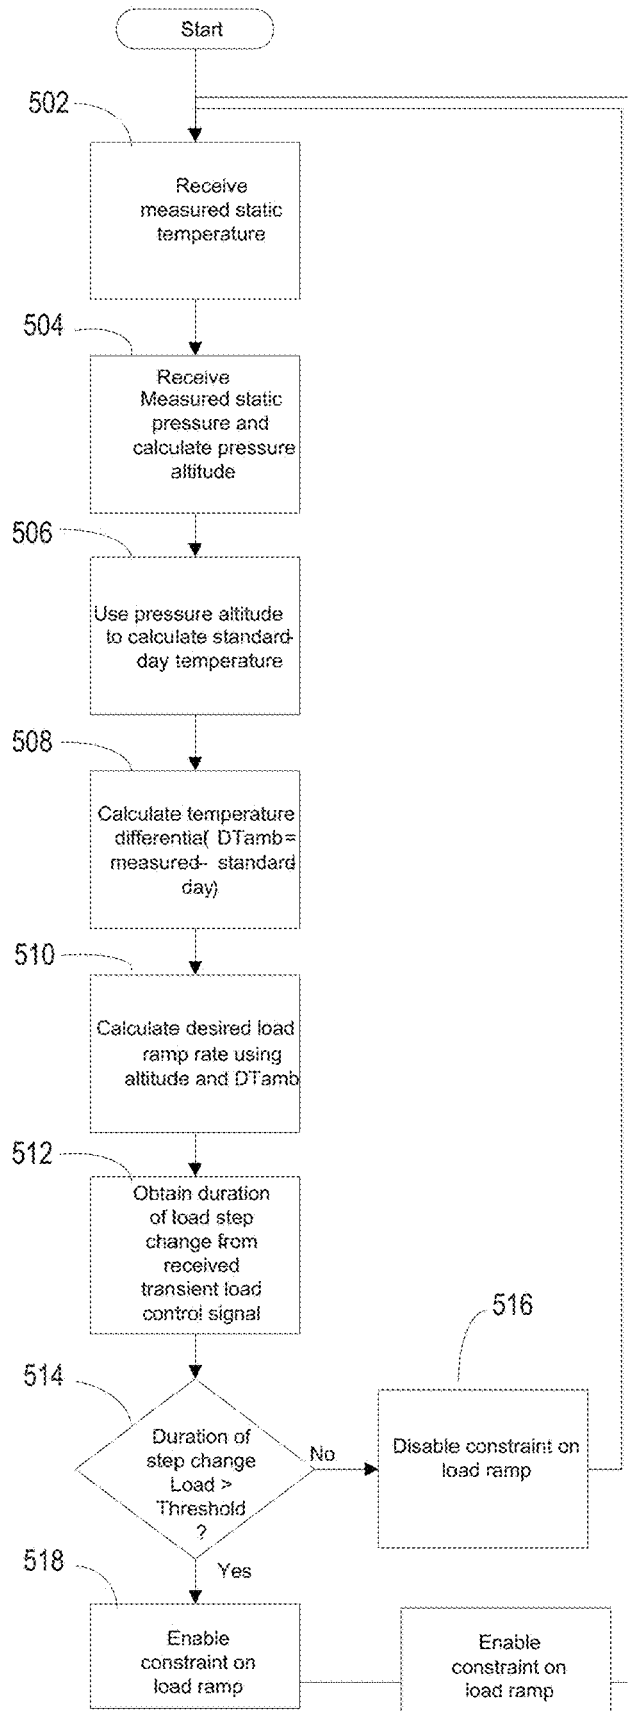 Start
502
Receive
measured static
temperature
504
Receive
Measured static
pressure and
calculate pressure
altitude
506
Use pressure altitude
to calculate standard-
day temperature
508
Calculate temperature
differential( DTamb=
measured- standard
day)
510
Calculate desired load
ramp rate using
altitude and DTamb
512
Obtain duration
of load step
change from
received
transient load
control signal
514
Duration of
step change
Load >
Threshold
?
No
516
Disable constraint on
load ramp
Yes
518
Enable
constraint on
load ramp
Enable
constraint on
load ramp